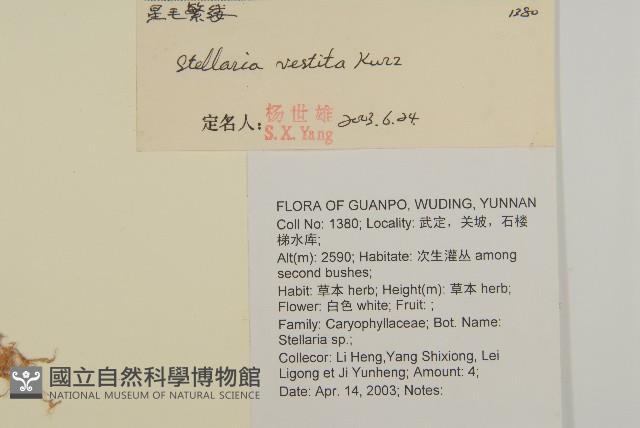 星毛繁缕
1380
Stellaria vestita Kurz
定名人: 杨世雄 S.X. Yang 2003.6.24.
FLORA OF GUANPO, WUDING, YUNNAN
Coll No: 1380; Locality: 武定，关坡，石楼
梯水库;
Alt(m): 2590; Habitate: 次生灌丛 among
second bushes;
Habit: 草本 herb; Height(m): 草本 herb;
Flower: 白色 white; Fruit: ;
Family: Caryophyllaceae; Bot. Name:
Stellaria sp.;
Collecor: Li Heng,Yang Shixiong, Lei
Ligong et Ji Yunheng; Amount: 4;
Date: Apr. 14, 2003; Notes:
國立自然科學博物館
NATIONAL MUSEUM OF NATURAL SCIENCE